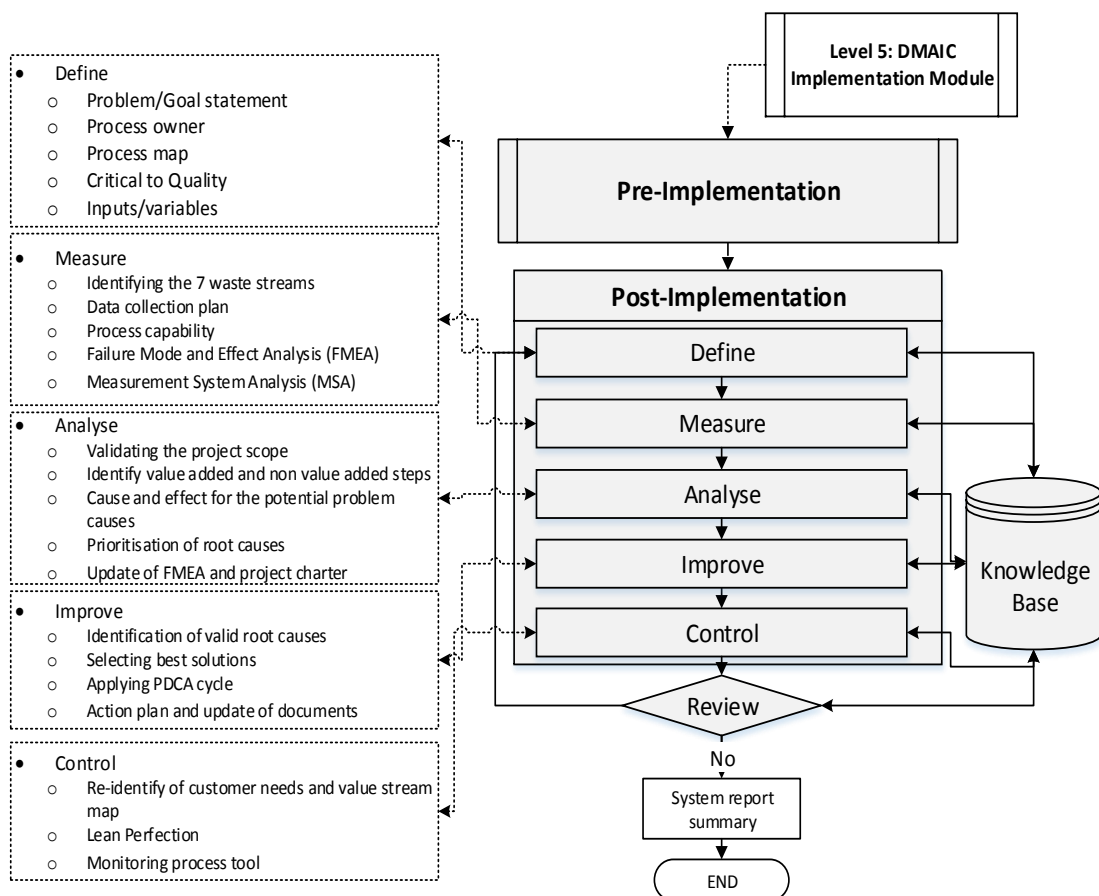 Level 5: DMAIC
Implementation Module
Pre-Implementation
Post-Implementation
Define
Measure
Analyse
Improve
Control
Review
No
System report
summary
END
Knowledge
Base
• Define
o Problem/Goal statement
o Process owner
o Process map
o Critical to Quality
o Inputs/variables
• Measure
o Identifying the 7 waste streams
o Data collection plan
o Process capability
o Failure Mode and Effect Analysis (FMEA)
o Measurement System Analysis (MSA)
• Analyse
o Validating the project scope
o Identify value added and non value added steps
o Cause and effect for the potential problem
causes
o Prioritisation of root causes
o Update of FMEA and project charter
• Improve
o Identification of valid root causes
o Selecting best solutions
o Applying PDCA cycle
o Action plan and update of documents
• Control
o Re-identify of customer needs and value stream
map
o Lean Perfection
o Monitoring process tool